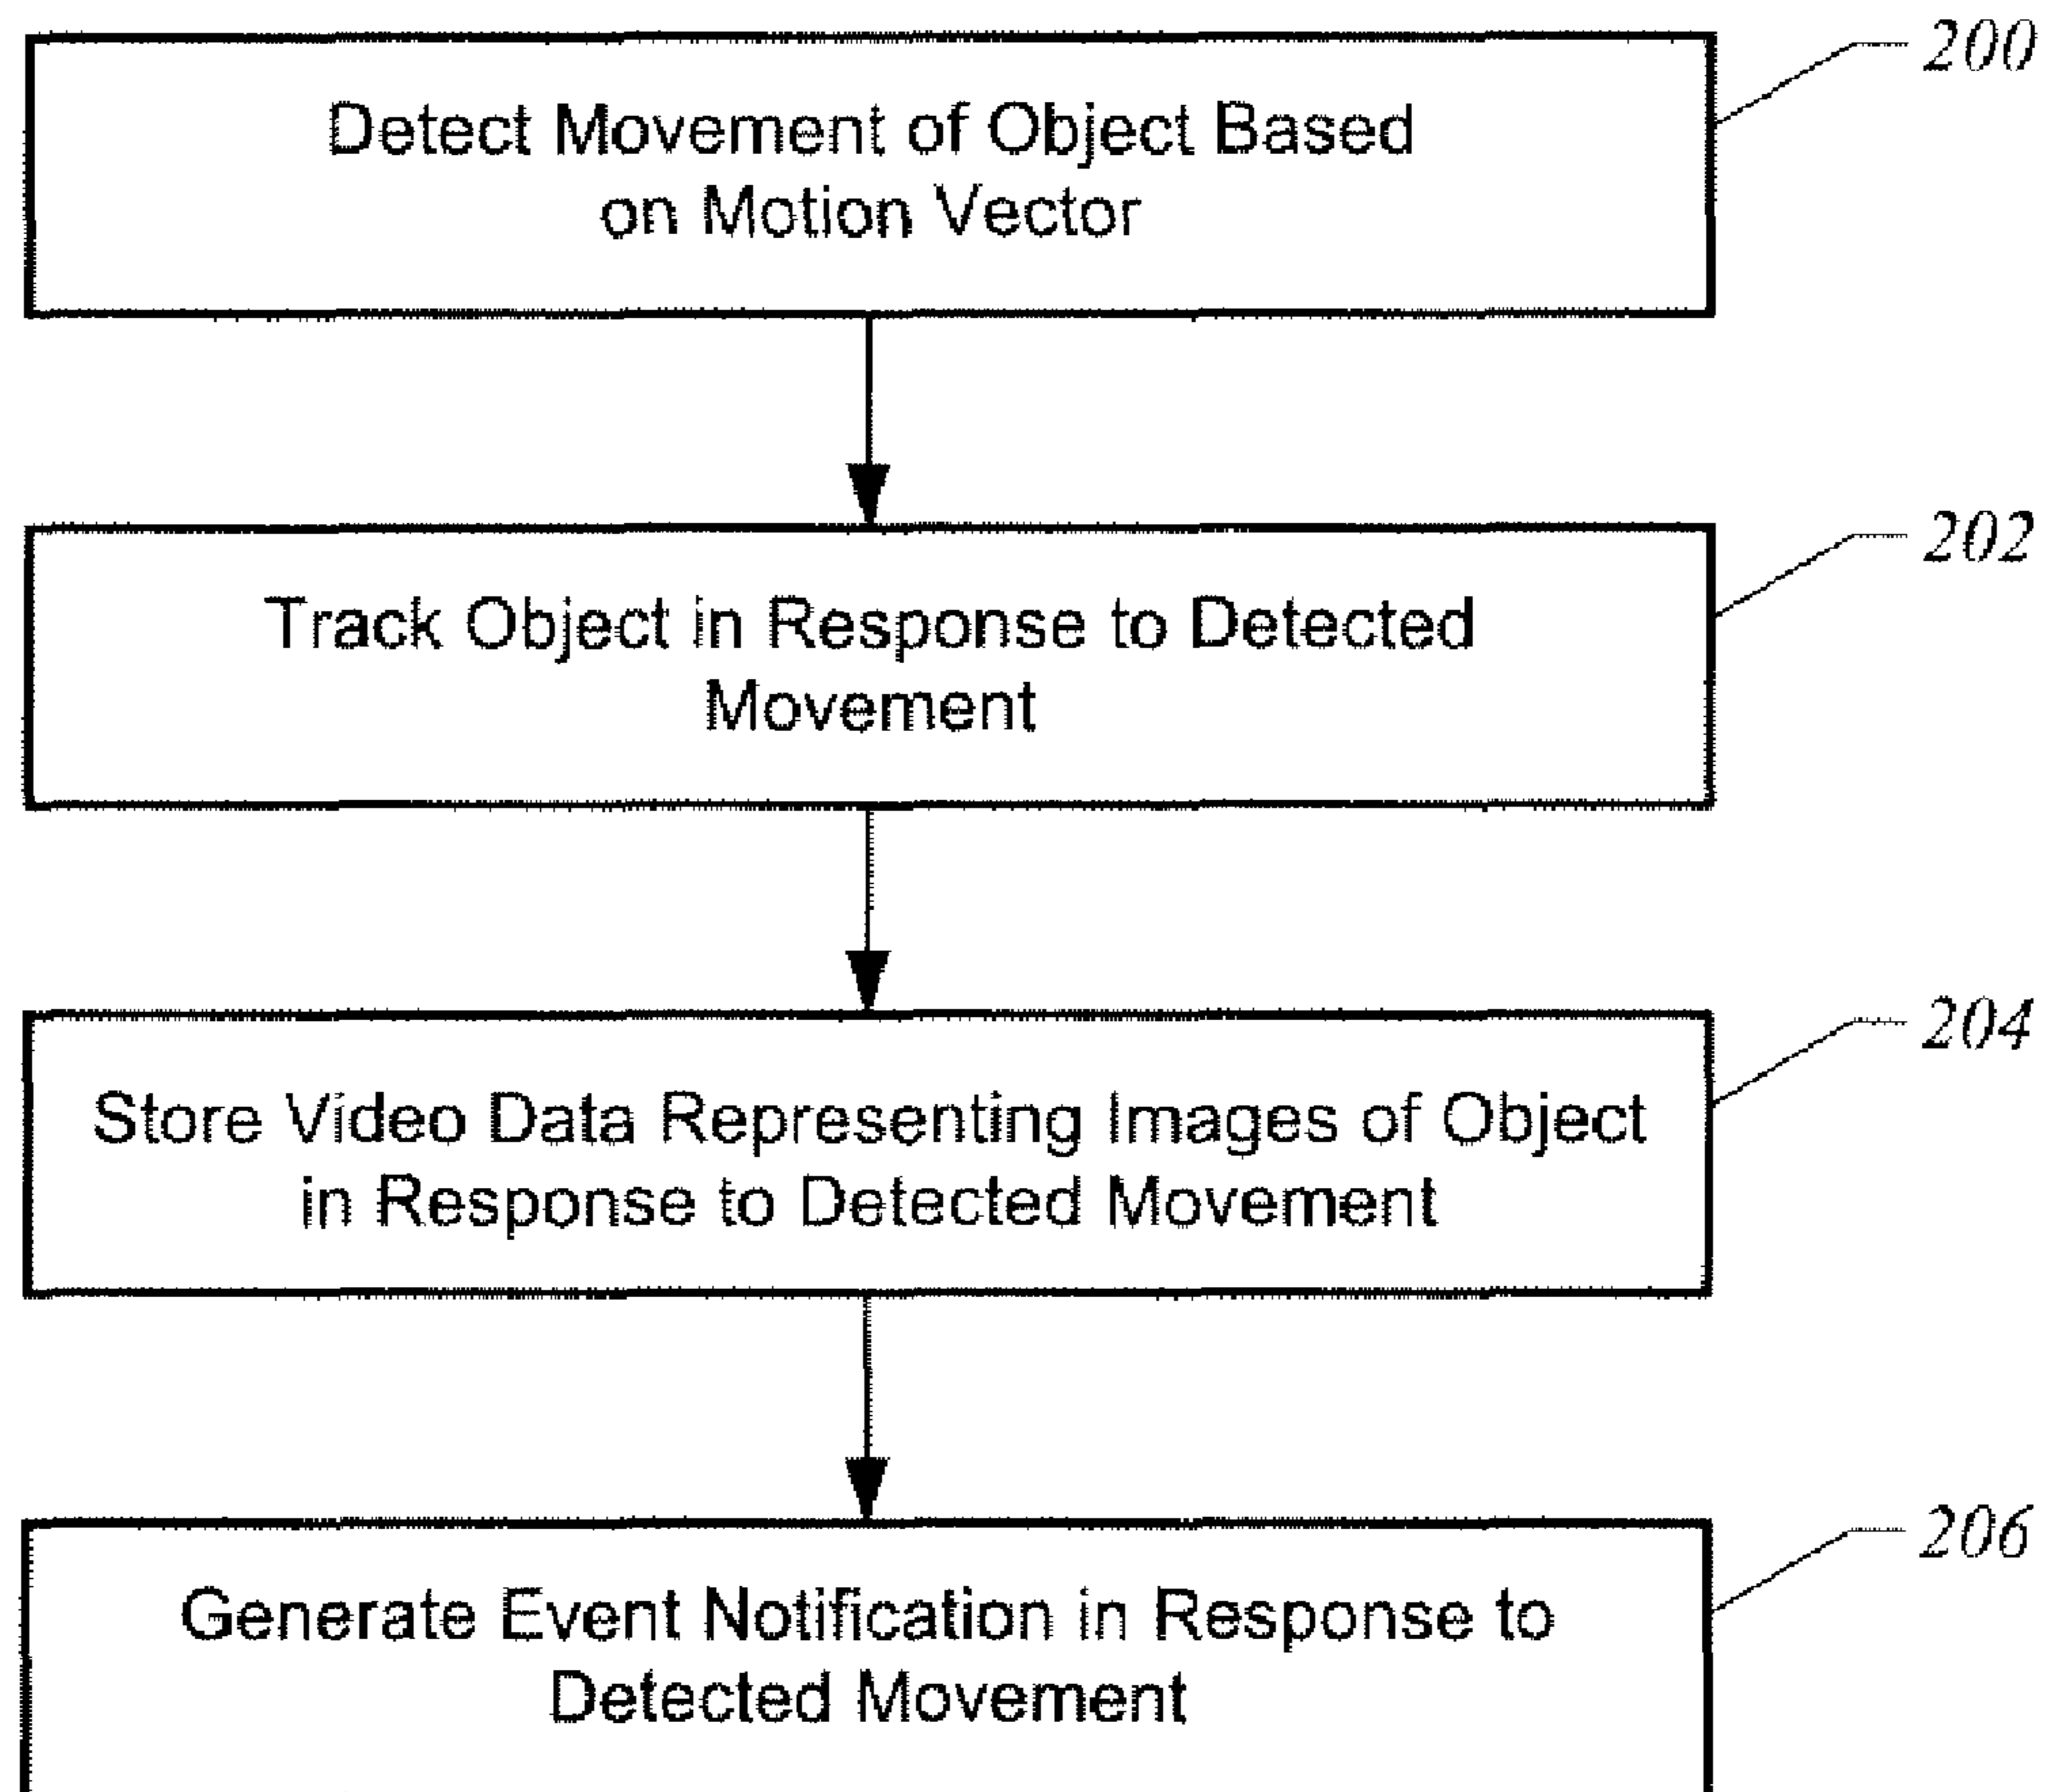 200
Detect Movement of Object Based
on Motion Vector
202
Track Object in Response to Detected
Movement
204
Store Video Data Representing Images of Object
in Response to Detected Movement
206
Generate Event Notification in Response to
Detected Movement